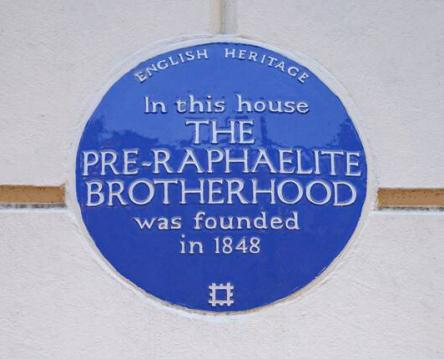 ENGLISH HERITAGE
In this house
THE
PRE-RAPHAELITE
BROTHERHOOD
was founded
in 1848